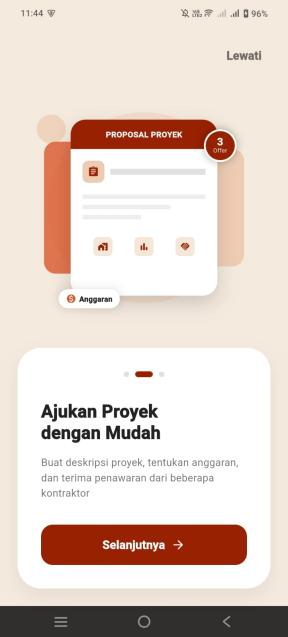 11:44
96%
Lewati
PROPOSAL PROYEK
3
Offer
Anggaran
Ajukan Proyek
dengan Mudah
Buat deskripsi proyek, tentukan anggaran,
dan terima penawaran dari beberapa
kontraktor
Selanjutnya →